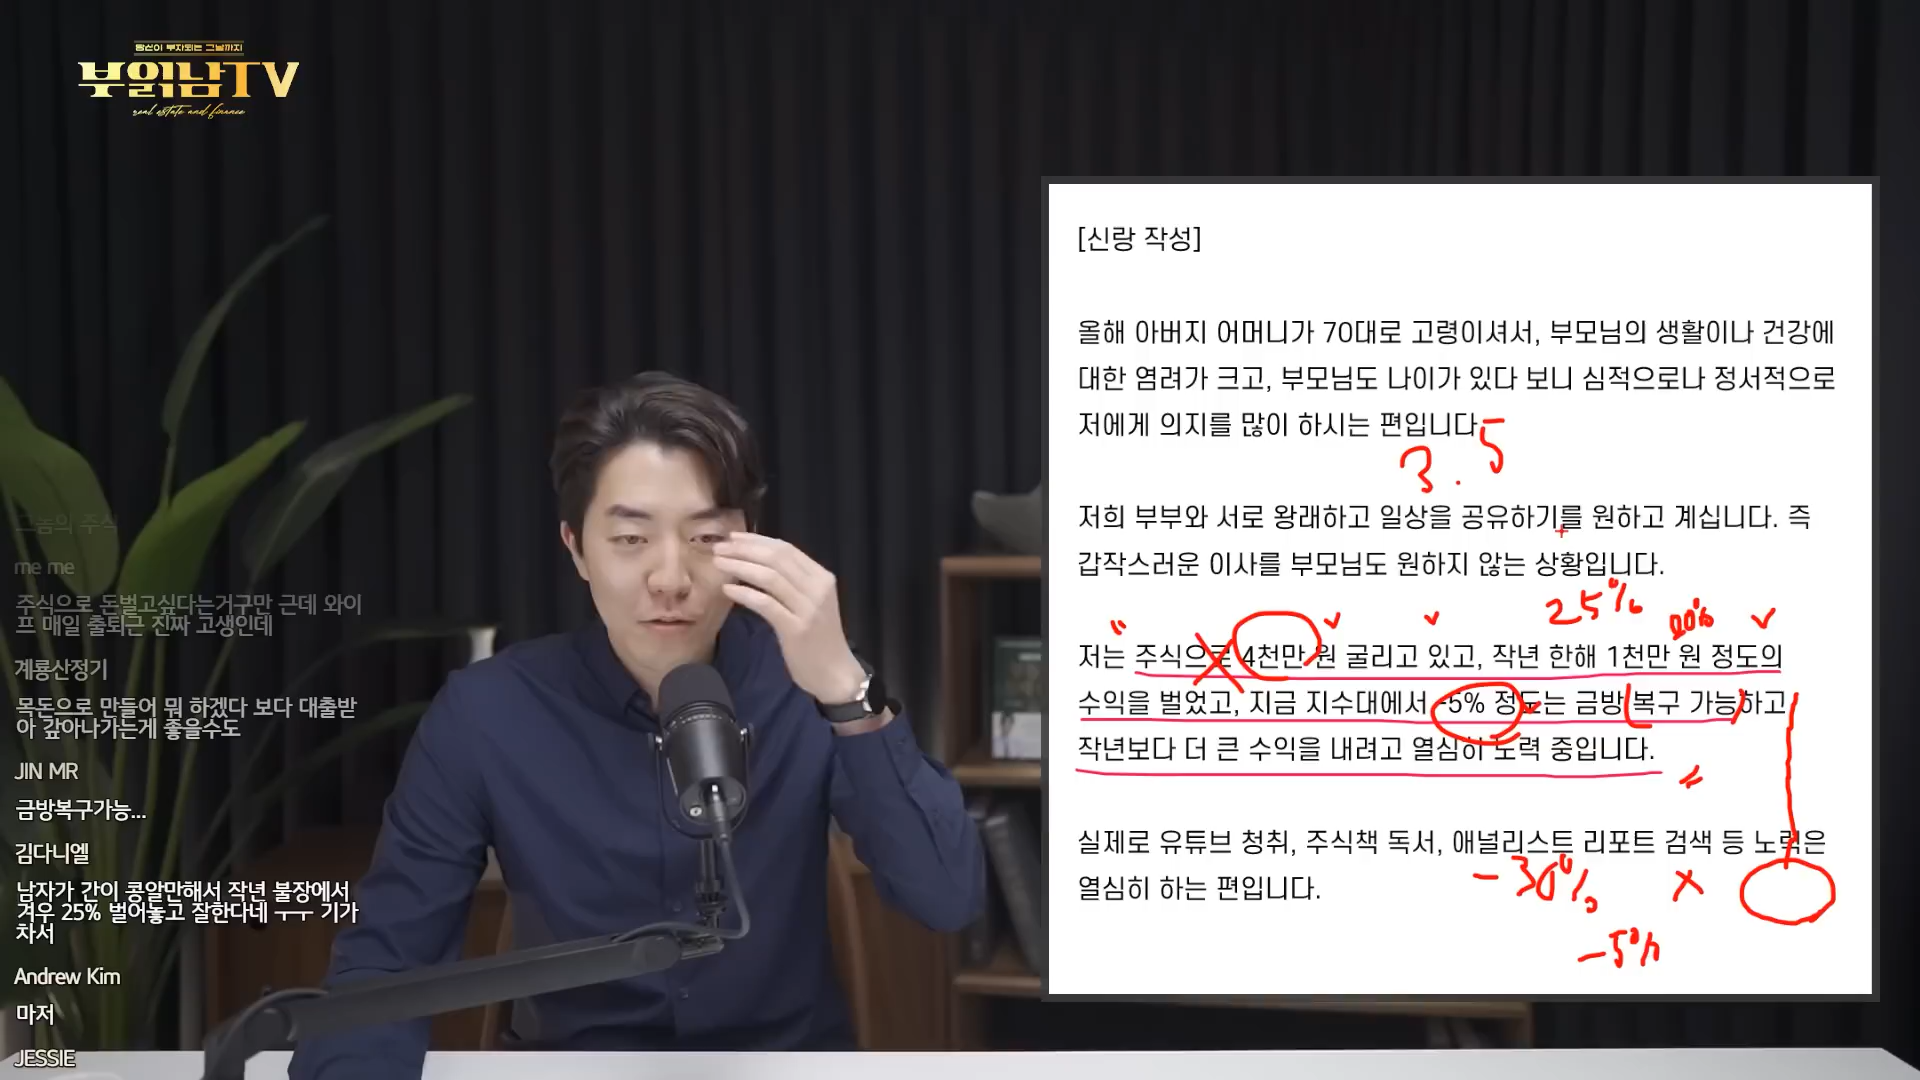 당신이 부자되는 그날까지
부읽남TV
real estate and finance
그놈의 주식
me me
주식으로 돈벌고싶다는거구만 근데 와이
프 매일 출퇴근 진짜 고생인데
계룡산정기
목돈으로 만들어 뭐 하겠다 보다 대출받
아 갚아나가는게 좋을수도
JIN MR
금방복구가능...
김다니엘
남자가 간이 콩알만해서 작년 불장에서
겨우 25% 벌어놓고 잘한다네 ㅜㅜ 기가
차서
Andrew Kim
마저
JESSIE
[신랑 작성]
올해 아버지 어머니가 70대로 고령이셔서, 부모님의 생활이나 건강에
대한 염려가 크고, 부모님도 나이가 있다 보니 심적으로나 정서적으로
저에게 의지를 많이 하시는 편입니다
3.5
저희 부부와 서로 왕래하고 일상을 공유하기를 원하고 계십니다. 즉
갑작스러운 이사를 부모님도 원하지 않는 상황입니다.
25%
저는 주식으로 4천만 원 굴리고 있고, 작년 한해 1천만 원 정도의
수익을 벌었고, 지금 지수대에서 -5% 정도는 금방 복구 가능하고
작년보다 더 큰 수익을 내려고 열심히 노력 중입니다.
실제로 유튜브 청취, 주식책 독서, 애널리스트 리포트 검색 등 노력은
열심히 하는 편입니다.
-30%
-5%